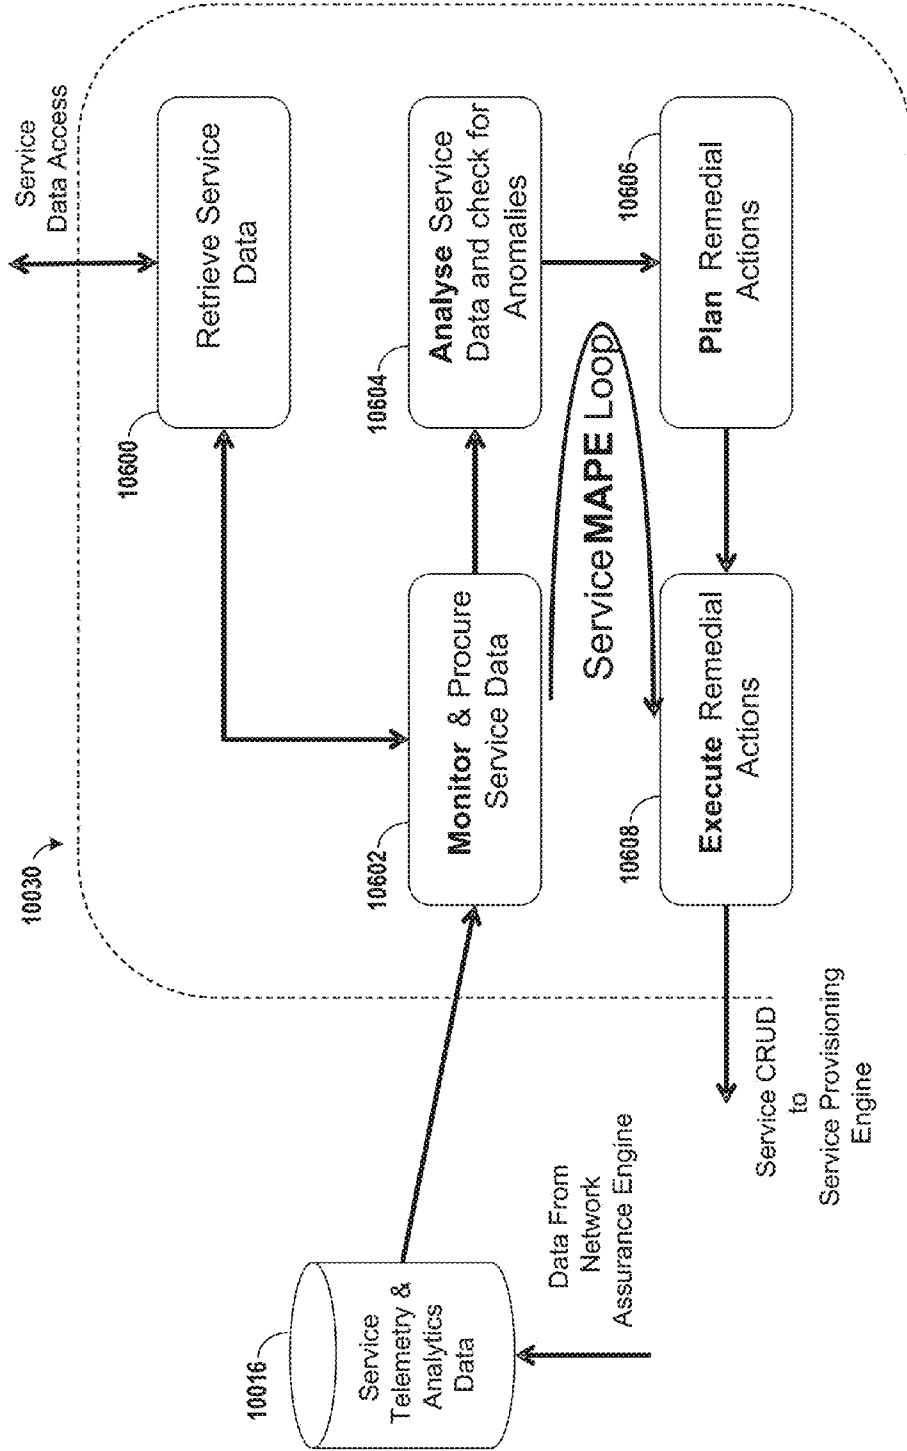 10030
Service
Data Access
10600
Retrieve Service
Data
10602
Monitor & Procure
Service Data
10604
Analyse Service
Data and check for
Anomalies
Service MAPE Loop
10608
Execute Remedial
Actions
10606
Plan Remedial
Actions
10016
Service
Telemetry &
Analytics
Data
Data From
Network
Assurance Engine
Service CRUD
to
Service Provisioning
Engine